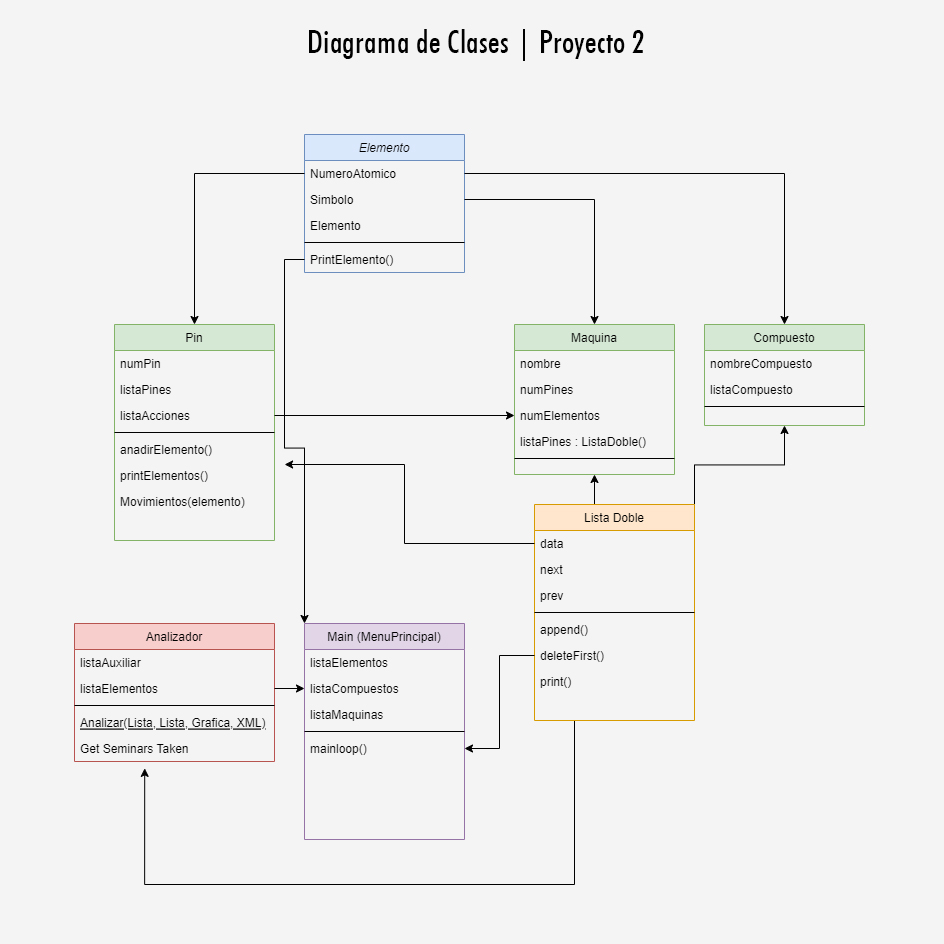 Diagrama de Clases | Proyecto 2
Elemento
NumeroAtomico
Simbolo
Elemento
PrintElemento()
Pin
numPin
listaPines
listaAcciones
anadirElemento()
printElementos()
Movimientos(elemento)
Maquina
nombre
numPines
numElementos
listaPines : ListaDoble()
Compuesto
nombreCompuesto
listaCompuesto
Lista Doble
data
next
prev
append()
deleteFirst()
print()
Analizador
listaAuxiliar
listaElementos
Analizar(Lista, Lista, Grafica, XML)
Get Seminars Taken
Main (MenuPrincipal)
listaElementos
listaCompuestos
listaMaquinas
mainloop()